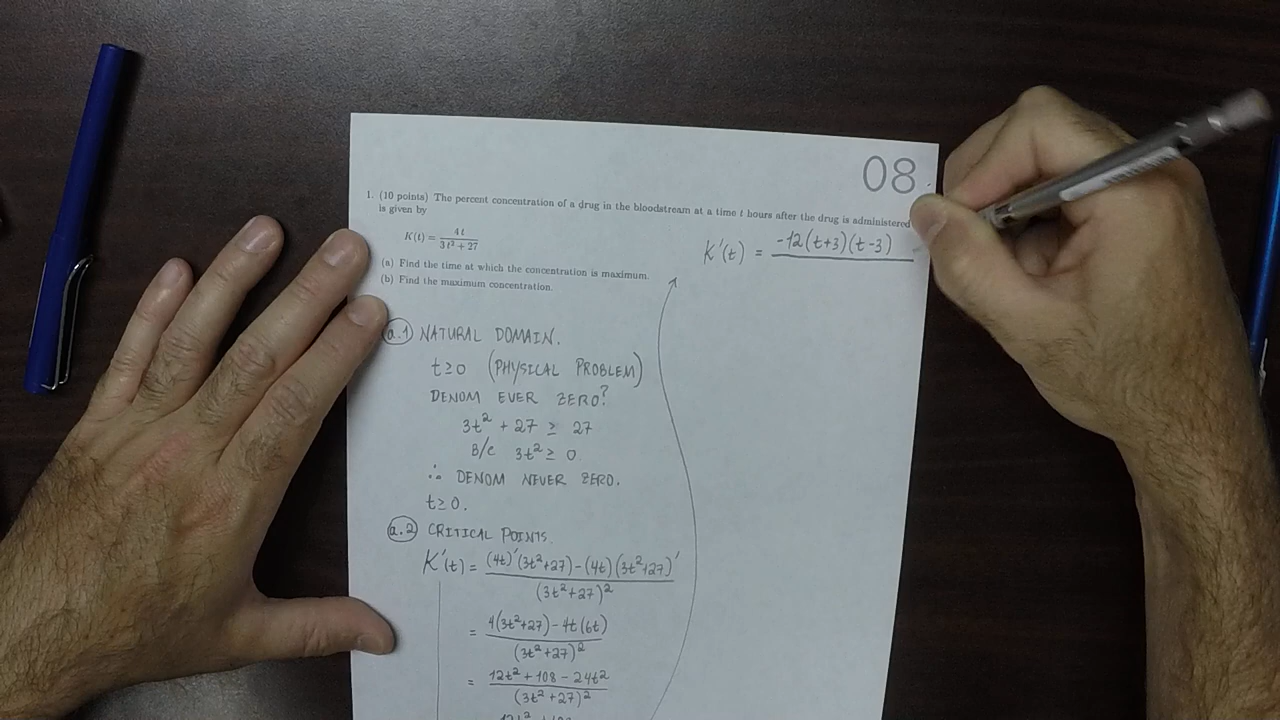 08
1. (10 points) The percent concentration of a drug in the bloodstream at a time t hours after the drug is administered
is given by
K(t) = 4t / (3t² + 27)
(a) Find the time at which the concentration is maximum.
(b) Find the maximum concentration.
a.1 NATURAL DOMAIN.
t≥0 (PHYSICAL PROBLEM)
DENOM EVER ZERO?
3t² + 27 ≥ 27
B/C 3t² ≥ 0
∴ DENOM NEVER ZERO.
t≥0.
a.2 CRITICAL POINTS.
K'(t) = ((4t)'(3t²+27) - (4t)(3t²+27)') / (3t²+27)²
= (4(3t²+27) - 4t(6t)) / (3t²+27)²
= (12t² + 108 - 24t²) / (3t²+27)²
K'(t) = -12(t+3)(t-3)